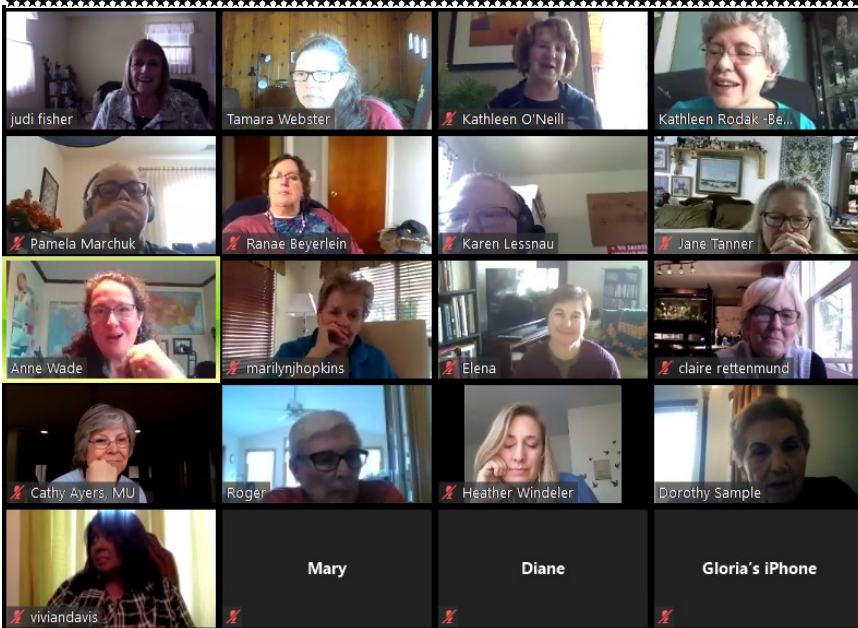 judi fisher
Tamara Webster
Kathleen O'Neill
Kathleen Rodak -Be...
Pamela Marchuk
Ranae Beyerlein
Karen Lessnau
Jane Tanner
Anne Wade
marilynjhopkins
Elena
claire rettenmund
Cathy Ayers, MU
Roger
Heather Windeler
Dorothy Sample
viviandavis
Mary
Diane
Gloria's iPhone